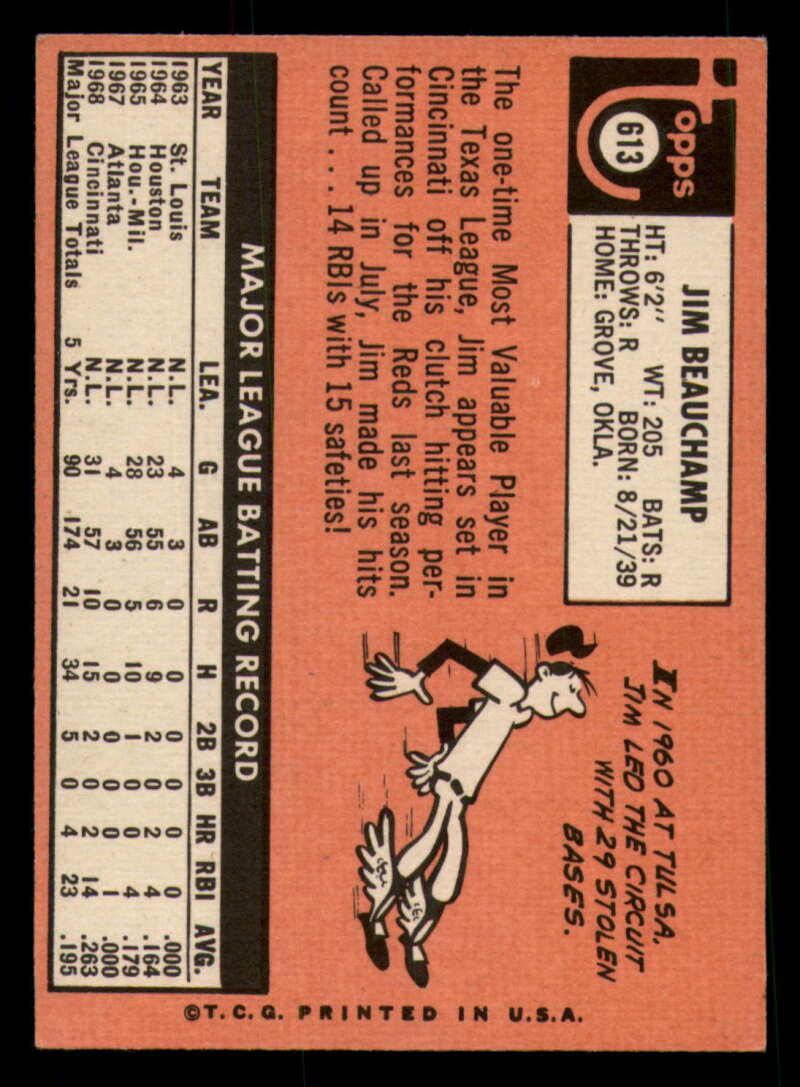 Topps
613
JIM BEAUCHAMP
HT: 6'2" WT: 205 BATS: R
THROWS: R BORN: 8/21/39
HOME: GROVE, OKLA.
The one-time Most Valuable Player in
the Texas League, Jim appears set in
Cincinnati off his clutch hitting per-
formances for the Reds last season.
Called up in July, Jim made his hits
count . . . 14 RBIs with 15 safeties!
IN 1960 AT TULSA,
JIM LED THE CIRCUIT
WITH 29 STOLEN
BASES.
MAJOR LEAGUE BATTING RECORD
YEAR TEAM LEA. G AB R H 2B 3B HR RBI AVG.
1963 St. Louis N.L. 4 3 0 0 0 0 0 0 .000
1964 Houston N.L. 23 55 6 9 2 0 2 4 .164
1965 Hou.-Mil. N.L. 28 56 5 10 1 0 0 4 .179
1967 Atlanta N.L. 4 3 0 0 0 0 0 1 .000
1968 Cincinnati N.L. 31 57 10 15 2 0 2 14 .263
Major League Totals 5 Yrs. 90 174 21 34 5 0 4 23 .195
©T.C.G. PRINTED IN U.S.A.